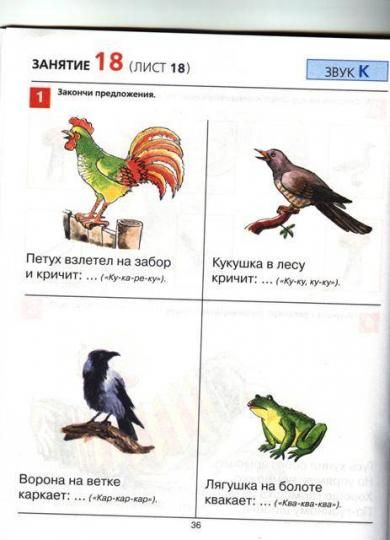 ЗАНЯТИЕ 18 (ЛИСТ 18)
ЗВУК К
1 Закончи предложения.
Петух взлетел на забор
и кричит: ... («Ку-ка-ре-ку»).
Кукушка в лесу
кричит: ... («Ку-ку, ку-ку»).
Ворона на ветке
каркает: ... («Кар-кар-кар»).
Лягушка на болоте
квакает: ... («Ква-ква-ква»).
36